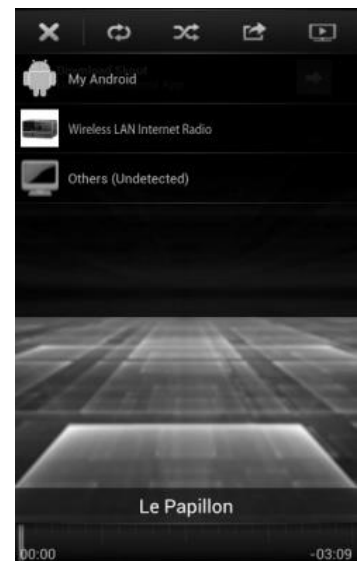 My Android
Wireless LAN Internet Radio
Others (Undetected)
Le Papillon
00:00
-03:09